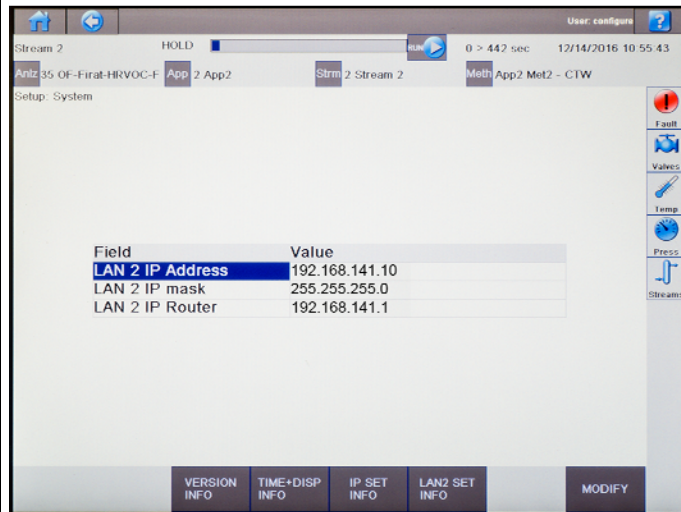 User: configure
?
Stream 2 HOLD RUN 0 > 442 sec 12/14/2016 10 55:43
Anlz 35 OF-Firat-HRVOC-F App 2 App2 Strm 2 Stream 2 Meth App2 Met2 - CTW
Setup: System
Fault
Valves
Temp
Press
Streams
Field Value
LAN 2 IP Address 192.168.141.10
LAN 2 IP mask 255.255.255.0
LAN 2 IP Router 192.168.141.1
VERSION INFO
TIME+DISP INFO
IP SET INFO
LAN2 SET INFO
MODIFY